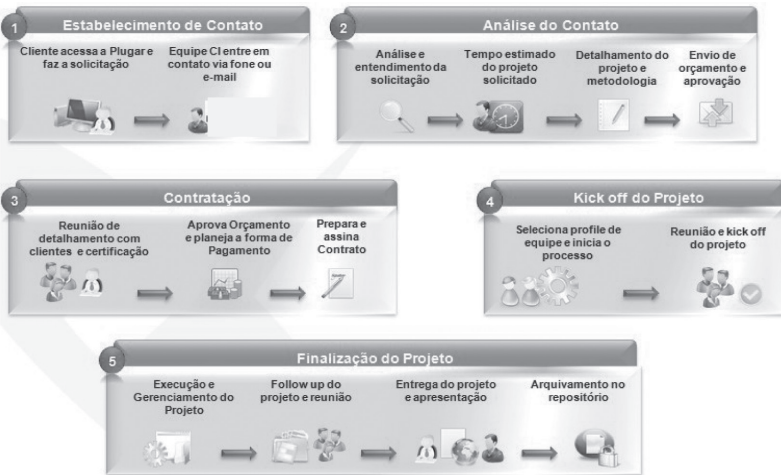 1 Estabelecimento de Contato
Cliente acessa a Plugar e
faz a solicitação
Equipe CI entre em
contato via fone ou
e-mail
2 Análise do Contato
Análise e
entendimento da
solicitação
Tempo estimado
do projeto
solicitado
Detalhamento do
projeto e
metodologia
Envio de
orçamento e
aprovação
3 Contratação
Reunião de
detalhamento com
clientes e certificação
Aprova Orçamento
e planeja a forma de
Pagamento
Prepara e
assina
Contrato
4 Kick off do Projeto
Seleciona profile de
equipe e inicia o
processo
Reunião e kick off
do projeto
5 Finalização do Projeto
Execução e
Gerenciamento do
Projeto
Follow up do
projeto e reunião
Entrega do projeto
e apresentação
Arquivamento no
repositório